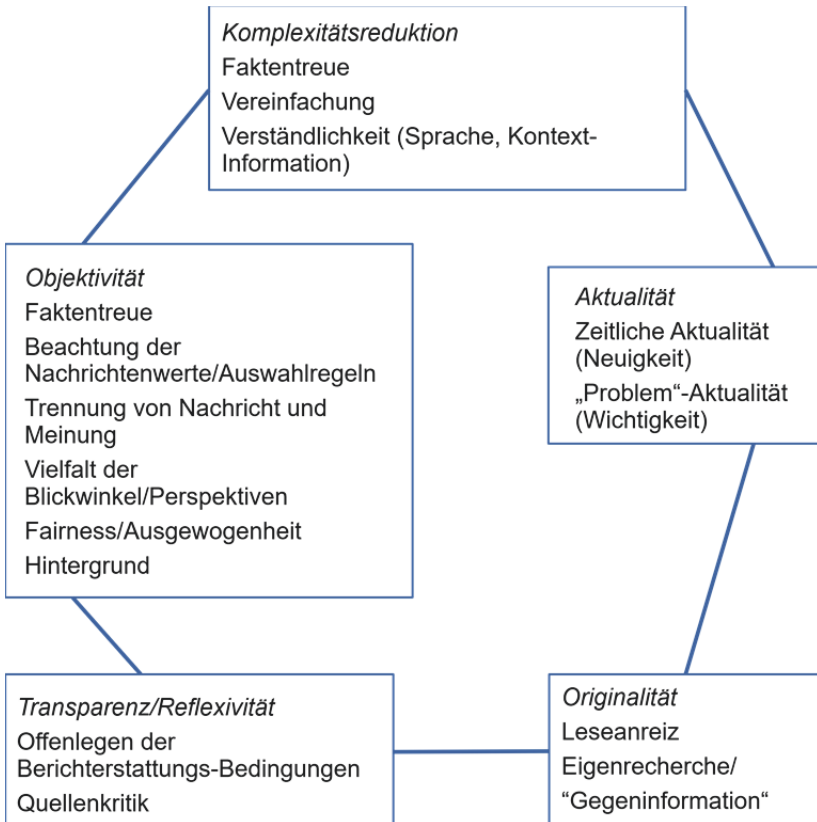 Komplexitätsreduktion
Faktentreue
Vereinfachung
Verständlichkeit (Sprache, Kontext-
Information)
Objektivität
Faktentreue
Beachtung der
Nachrichtenwerte/Auswahlregeln
Trennung von Nachricht und
Meinung
Vielfalt der
Blickwinkel/Perspektiven
Fairness/Ausgewogenheit
Hintergrund
Aktualität
Zeitliche Aktualität
(Neuigkeit)
„Problem“-Aktualität
(Wichtigkeit)
Transparenz/Reflexivität
Offenlegen der
Berichterstattungs-Bedingungen
Quellenkritik
Originalität
Leseanreiz
Eigenrecherche/
“Gegeninformation“